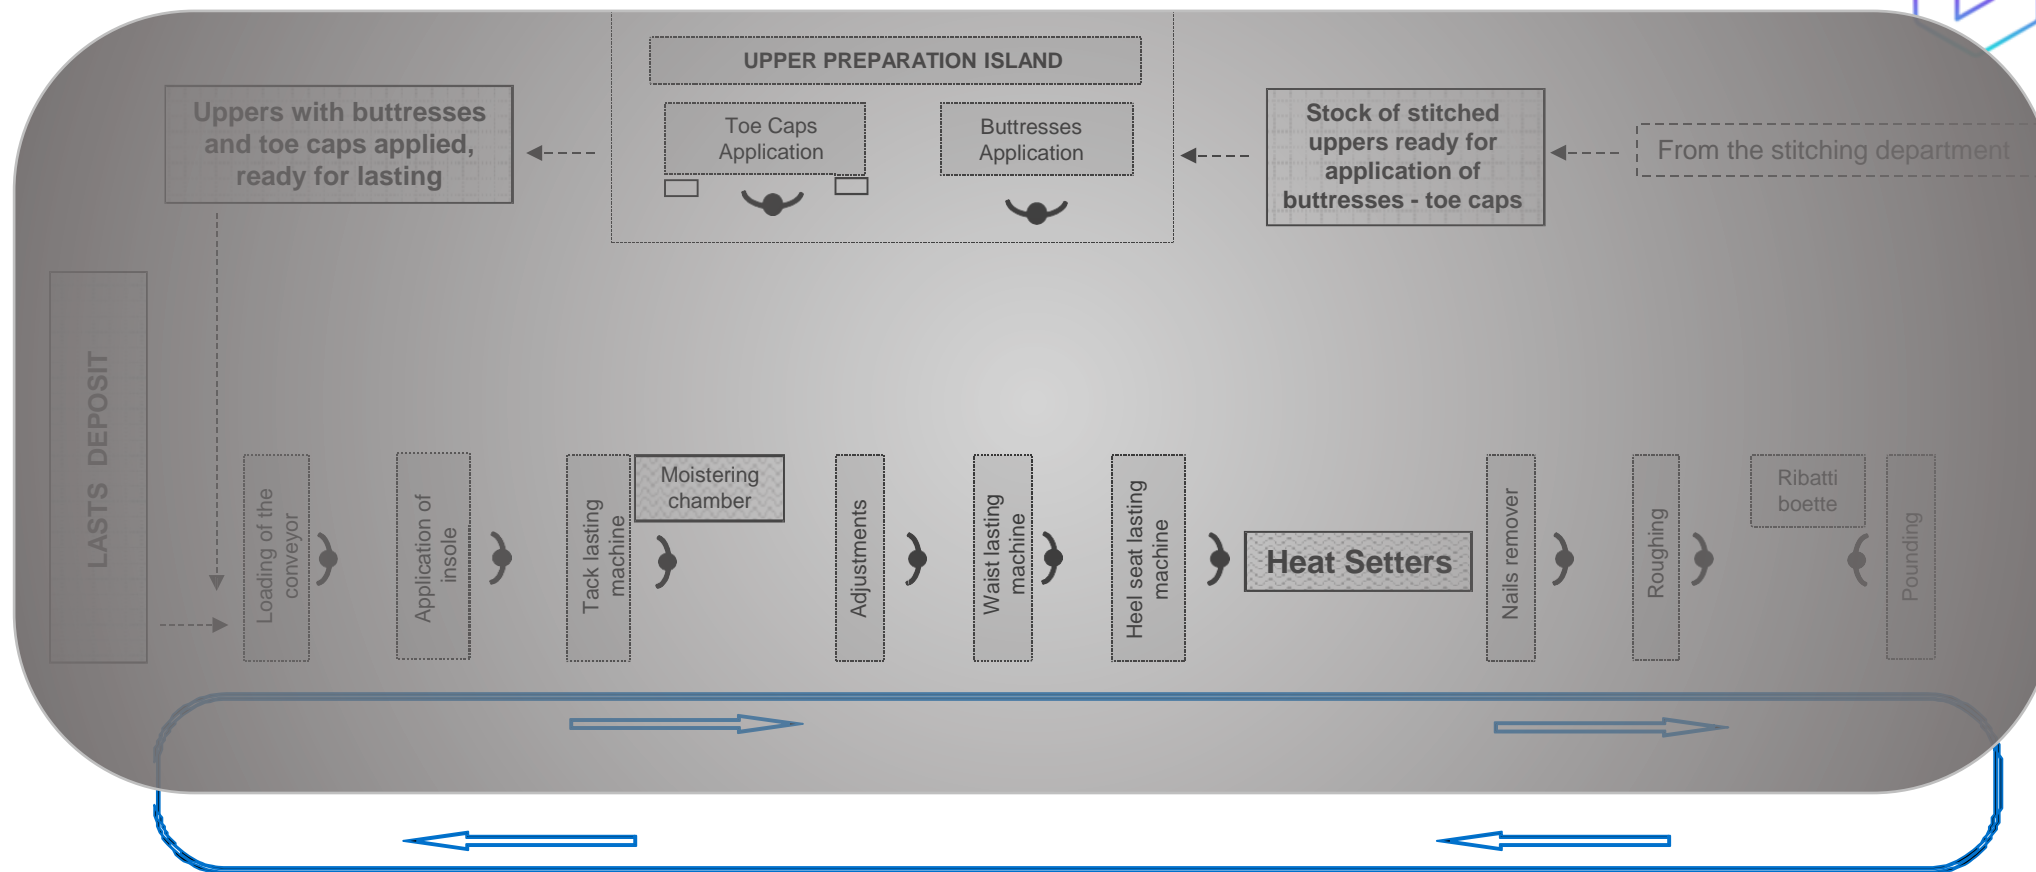 UPPER PREPARATION ISLAND
Uppers with buttresses
and toe caps applied,
ready for lasting
Toe Caps
Application
Buttresses
Application
Stock of stitched
uppers ready for
application of
buttresses - toe caps
From the stitching department
LASTS DEPOSIT
Loading of the
conveyor
Application of
insole
Tack lasting
machine
Moistering
chamber
Adjustments
Waist lasting
machine
Heel seat lasting
machine
Heat Setters
Nails remover
Roughing
Ribatti
boette
Pounding